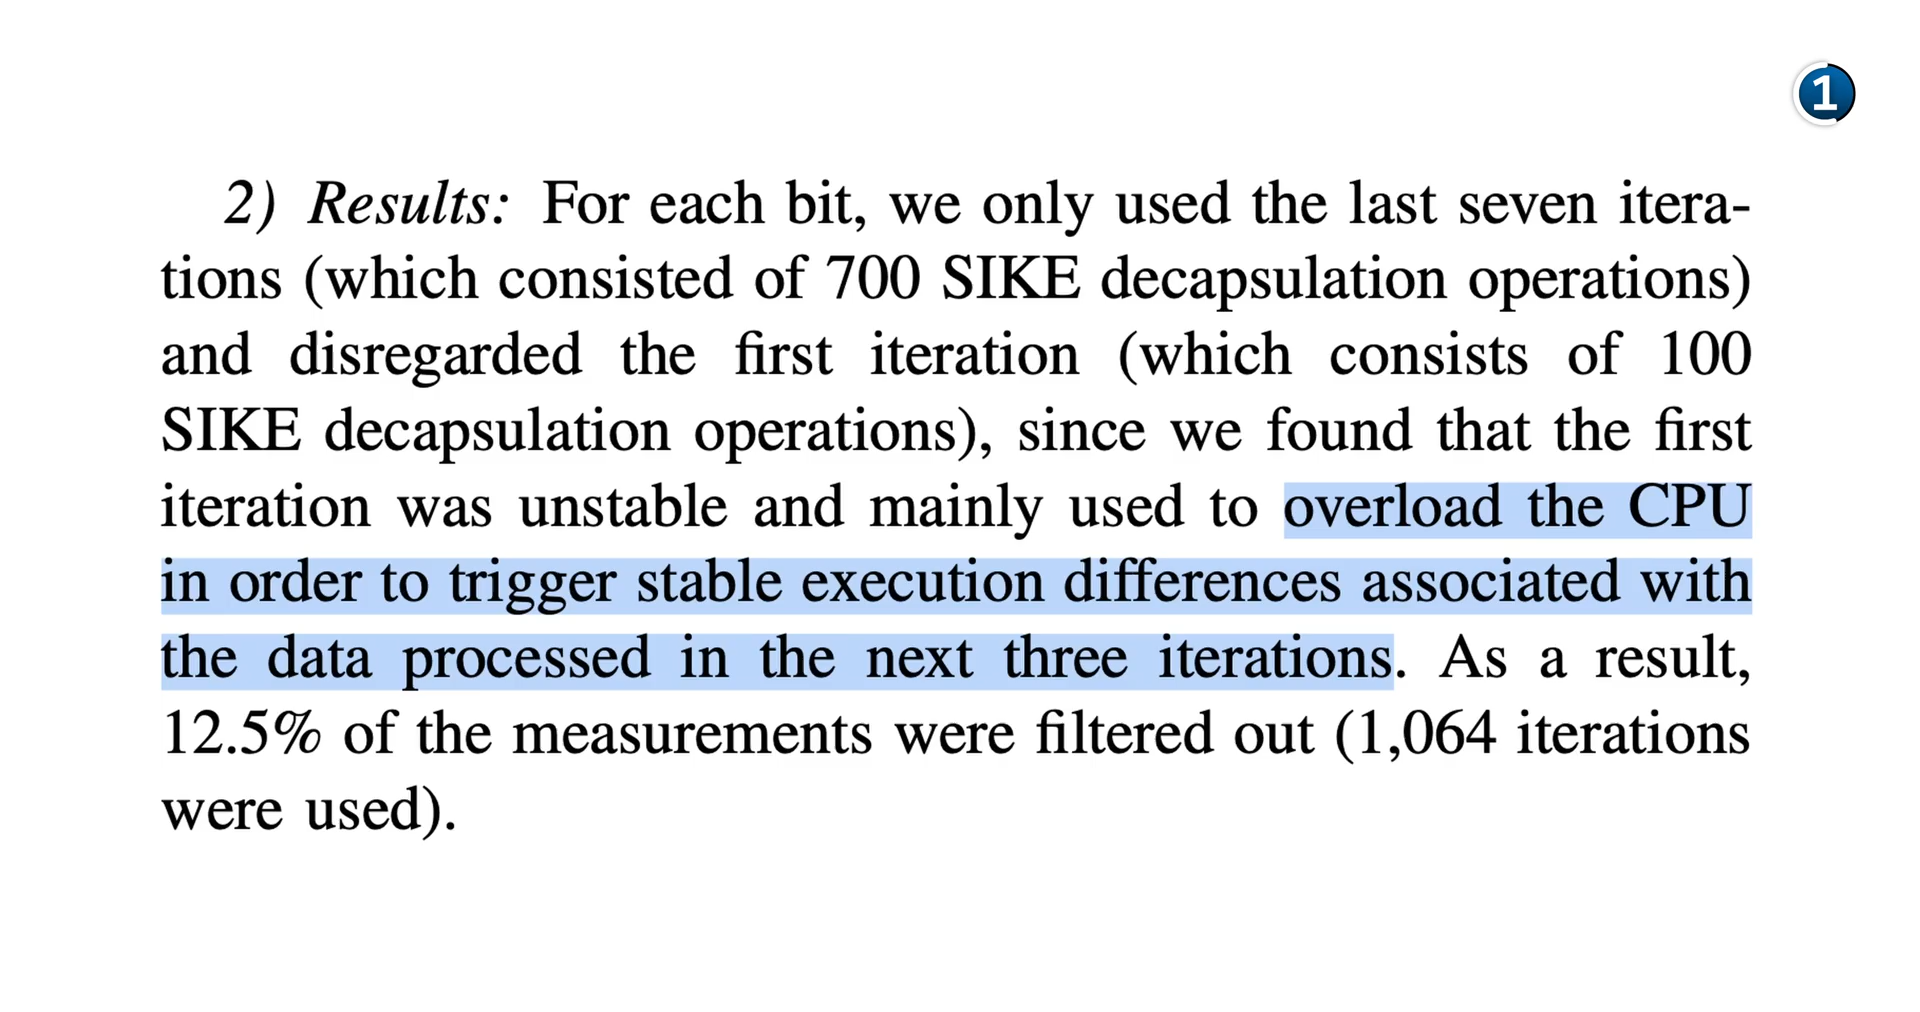 1
2) Results: For each bit, we only used the last seven itera-
tions (which consisted of 700 SIKE decapsulation operations)
and disregarded the first iteration (which consists of 100
SIKE decapsulation operations), since we found that the first
iteration was unstable and mainly used to overload the CPU
in order to trigger stable execution differences associated with
the data processed in the next three iterations. As a result,
12.5% of the measurements were filtered out (1,064 iterations
were used).